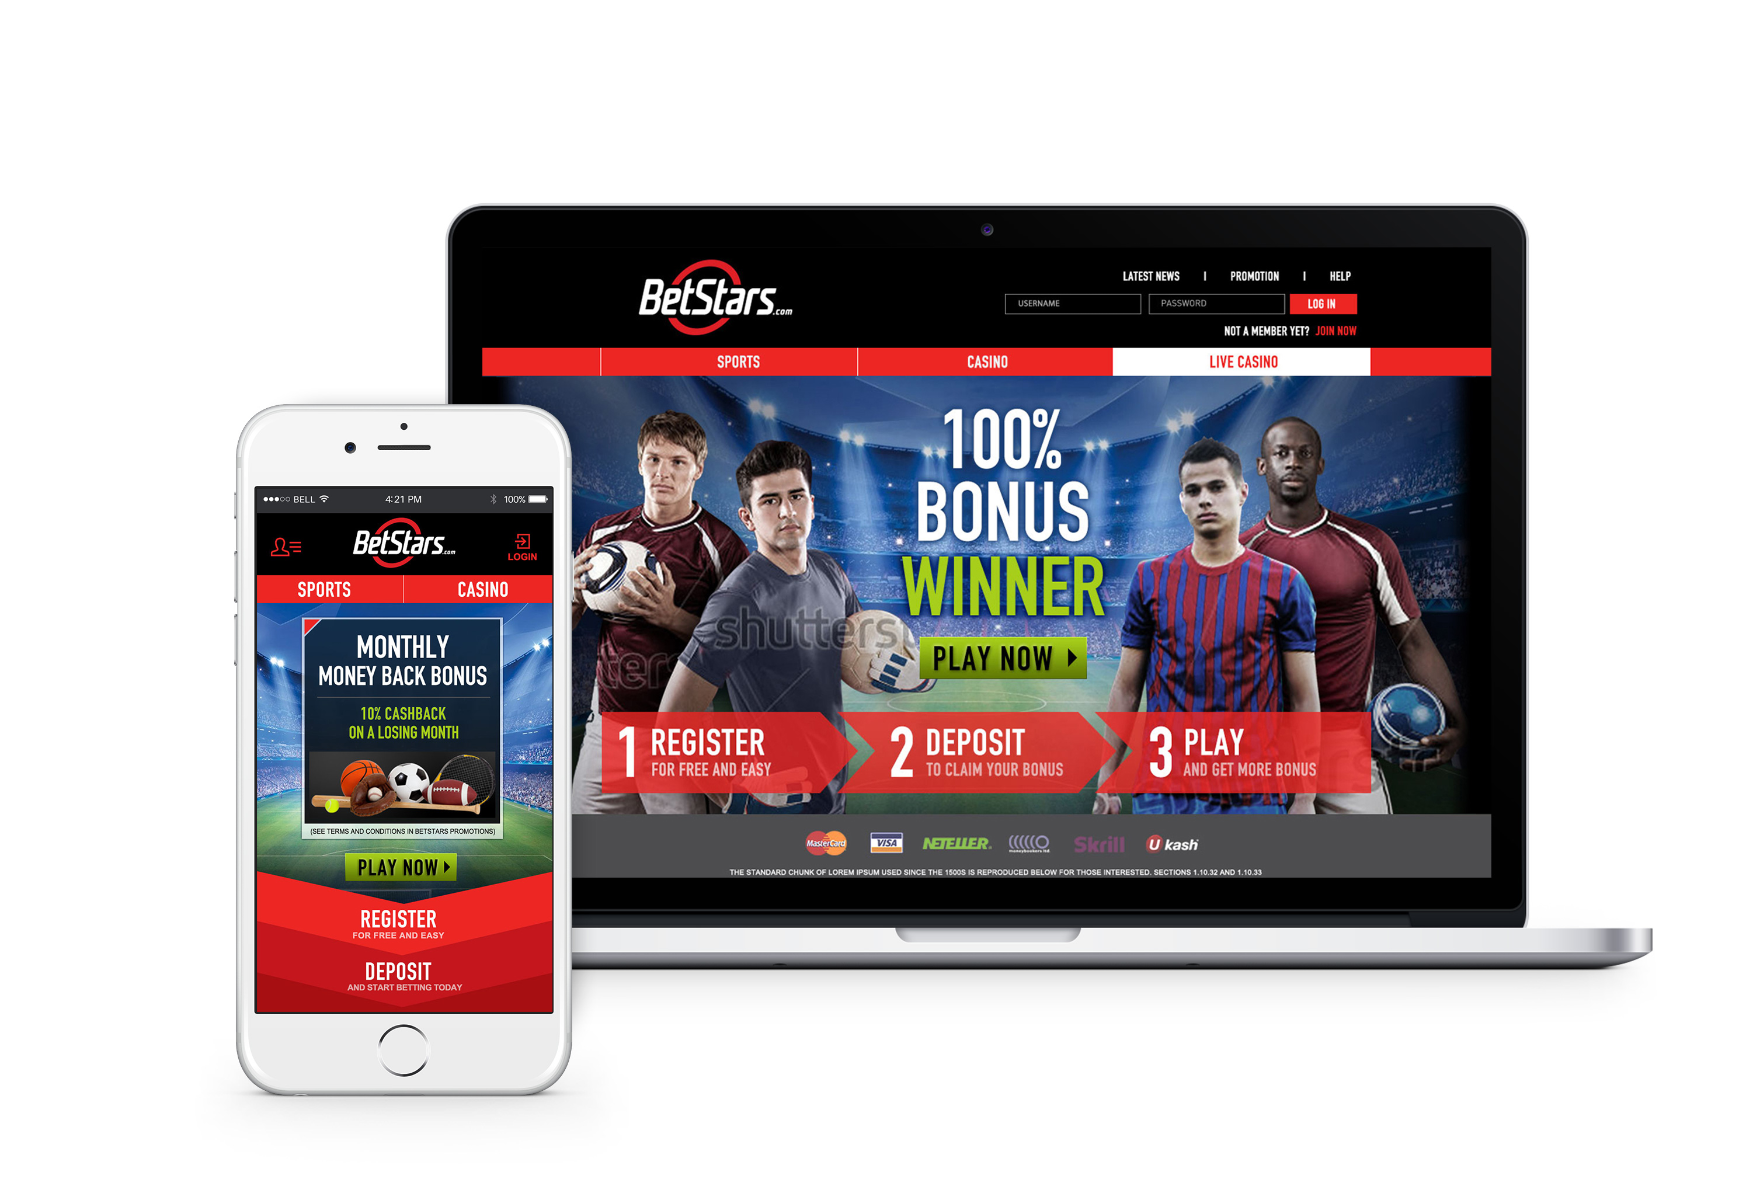 BetStars.com
LATEST NEWS | PROMOTION | HELP
USERNAME PASSWORD LOG IN
NOT A MEMBER YET? JOIN NOW
SPORTS CASINO LIVE CASINO
100%
BONUS
WINNER
PLAY NOW
shutterst
ters
str
1 REGISTER
FOR FREE AND EASY
2 DEPOSIT
TO CLAIM YOUR BONUS
3 PLAY
AND GET MORE BONUS
MasterCard VISA NETELLER. moneybookers ltd Skrill Ukash
THE STANDARD CHUNK OF LOREM IPSUM USED SINCE THE 1500S IS REPRODUCED BELOW FOR THOSE INTERESTED. SECTIONS 1.10.32 AND 1.10.33
BELL 4:21 PM 100%
BetStars.com
LOGIN
SPORTS CASINO
MONTHLY
MONEY BACK BONUS
10% CASHBACK
ON A LOSING MONTH
(SEE TERMS AND CONDITIONS IN BETSTARS PROMOTIONS)
PLAY NOW
REGISTER
FOR FREE AND EASY
DEPOSIT
AND START BETTING TODAY